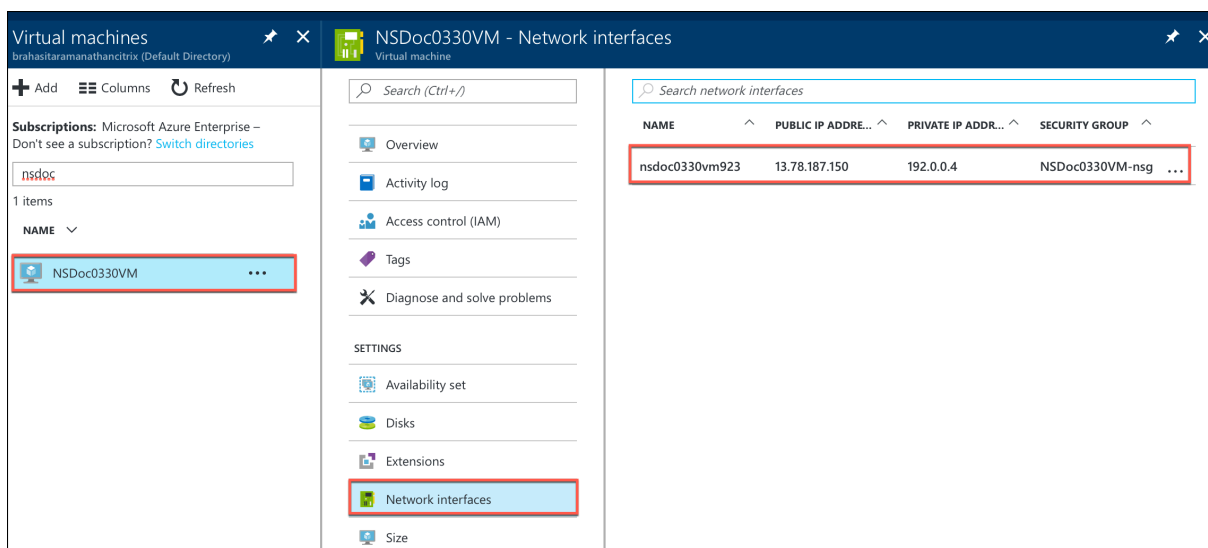 Virtual machines
brahasitaramanathancitrix (Default Directory)
Add Columns Refresh
Subscriptions: Microsoft Azure Enterprise –
Don't see a subscription? Switch directories
nsdoc
1 items
NAME
NSDoc0330VM
NSDoc0330VM - Network interfaces
Virtual machine
Search (Ctrl+/)
Overview
Activity log
Access control (IAM)
Tags
Diagnose and solve problems
SETTINGS
Availability set
Disks
Extensions
Network interfaces
Size
Search network interfaces
NAME PUBLIC IP ADDRE... PRIVATE IP ADDR... SECURITY GROUP
nsdoc0330vm923 13.78.187.150 192.0.0.4 NSDoc0330VM-nsg ...